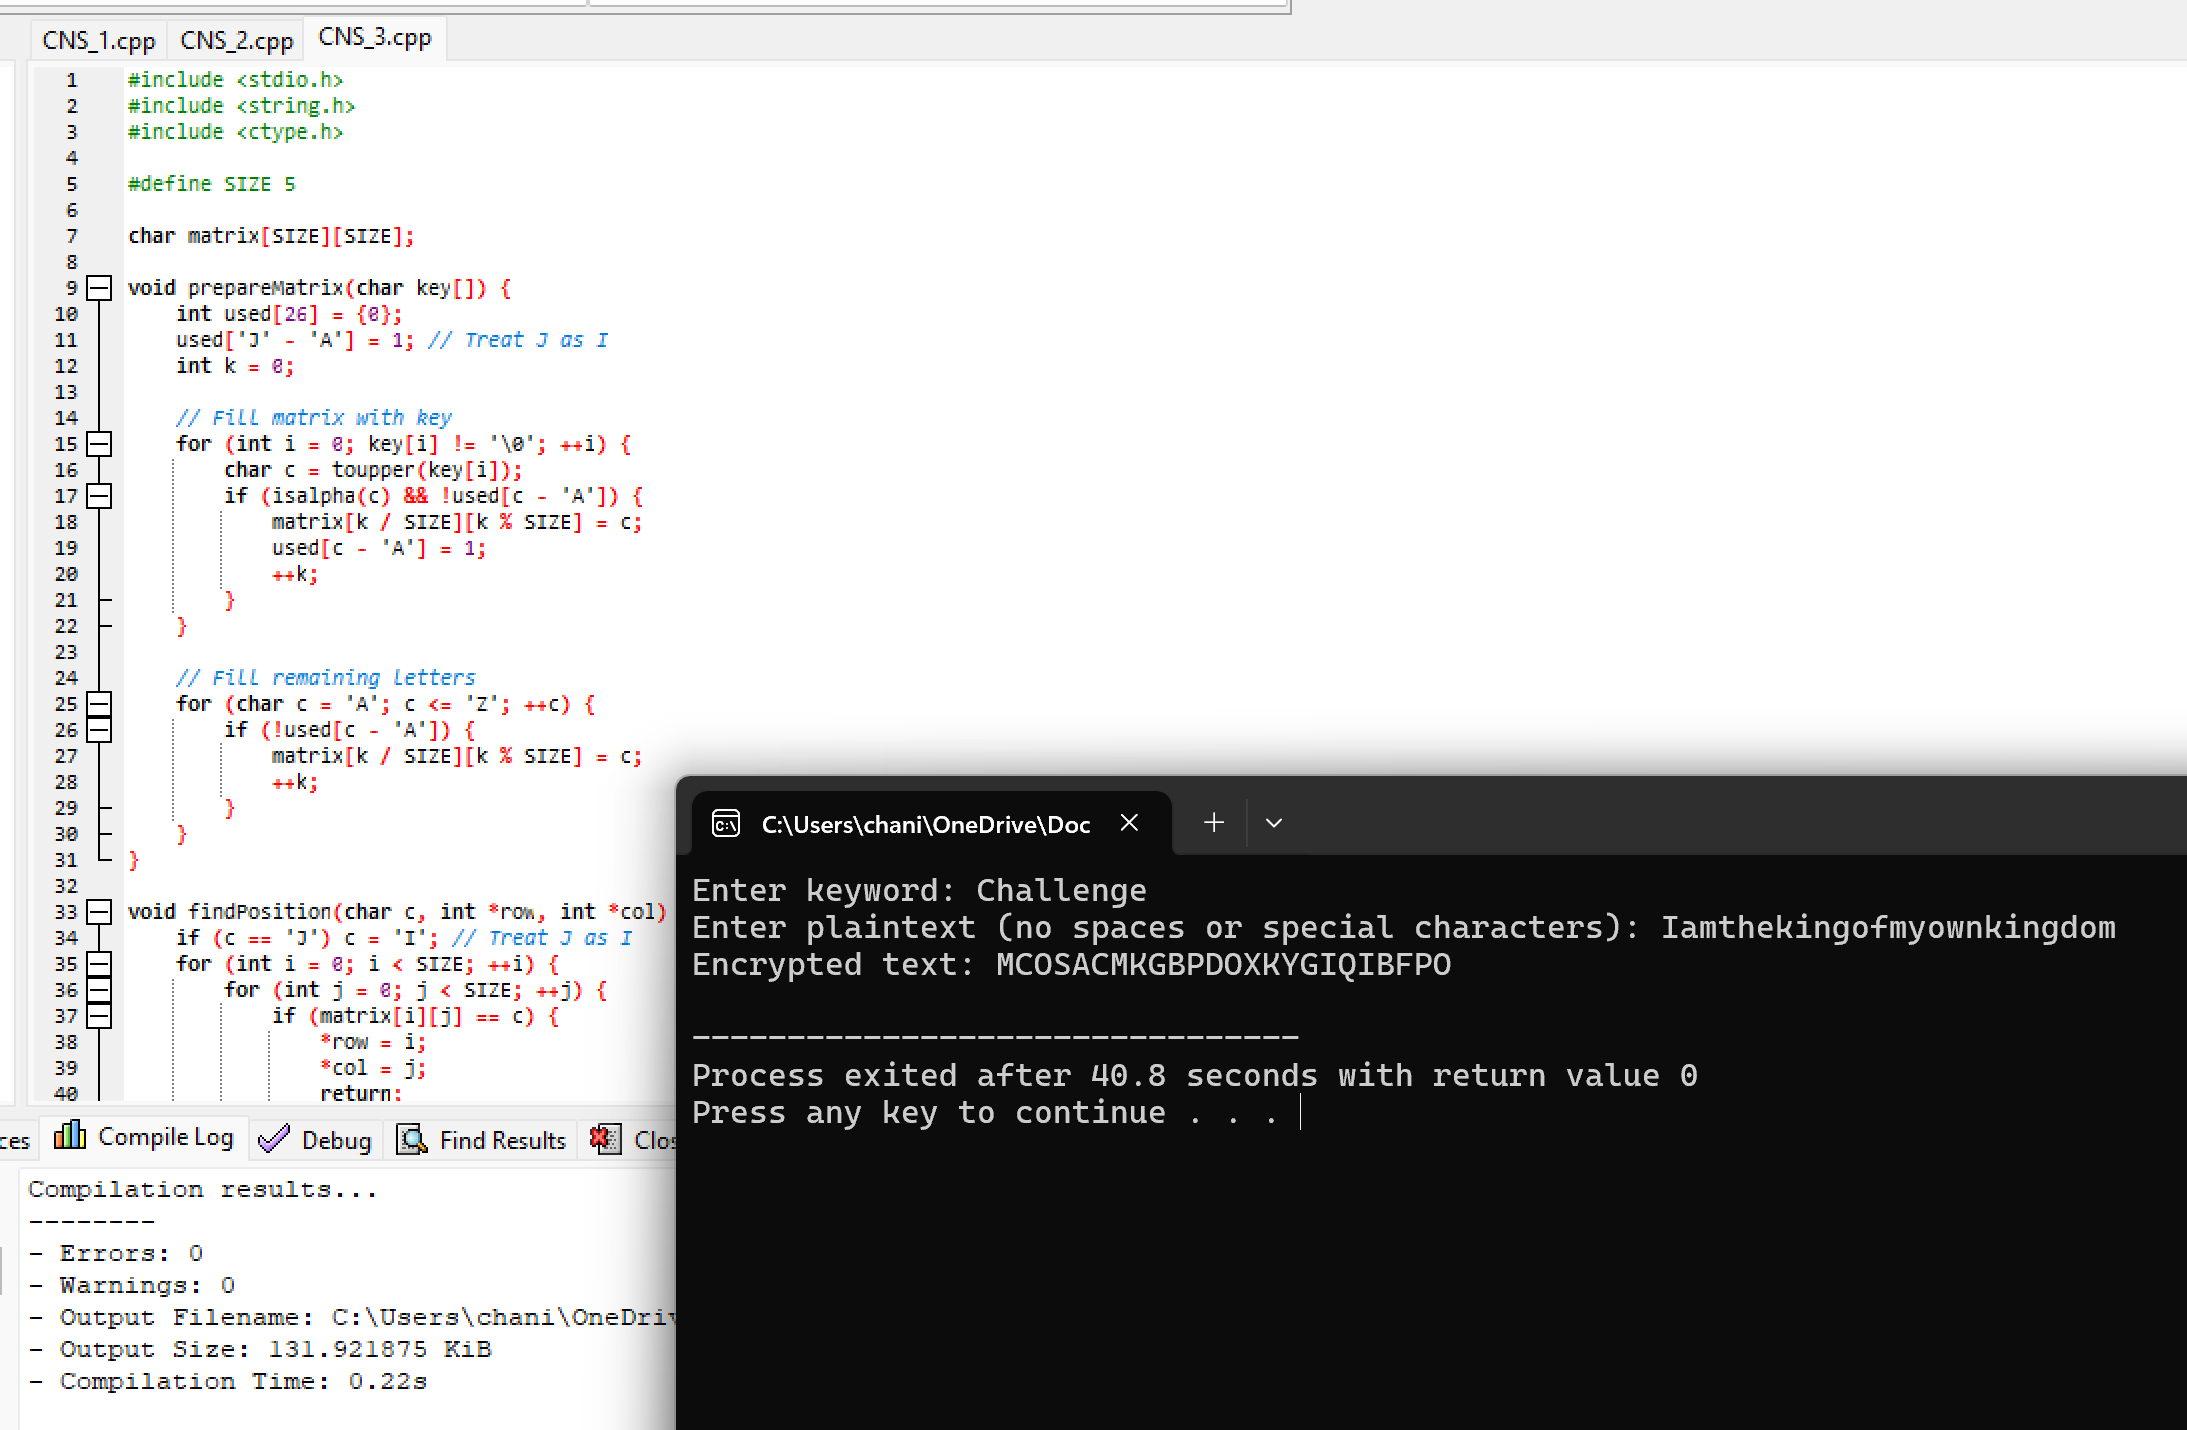 CNS_1.cpp CNS_2.cpp CNS_3.cpp
1 #include <stdio.h>
2 #include <string.h>
3 #include <ctype.h>
4
5 #define SIZE 5
6
7 char matrix[SIZE][SIZE];
8
9 void prepareMatrix(char key[]) {
10     int used[26] = {0};
11     used['J' - 'A'] = 1; // Treat J as I
12     int k = 0;
13
14     // Fill matrix with key
15     for (int i = 0; key[i] != '\0'; ++i) {
16         char c = toupper(key[i]);
17         if (isalpha(c) && !used[c - 'A']) {
18             matrix[k / SIZE][k % SIZE] = c;
19             used[c - 'A'] = 1;
20             ++k;
21         }
22     }
23
24     // Fill remaining letters
25     for (char c = 'A'; c <= 'Z'; ++c) {
26         if (!used[c - 'A']) {
27             matrix[k / SIZE][k % SIZE] = c;
28             ++k;
29         }
30     }
31 }
32
33 void findPosition(char c, int *row, int *col)
34     if (c == 'J') c = 'I'; // Treat J as I
35     for (int i = 0; i < SIZE; ++i) {
36         for (int j = 0; j < SIZE; ++j) {
37             if (matrix[i][j] == c) {
38                 *row = i;
39                 *col = j;
40                 return;
ces Compile Log Debug Find Results Clos
Compilation results...
--------
- Errors: 0
- Warnings: 0
- Output Filename: C:\Users\chani\OneDriv
- Output Size: 131.921875 KiB
- Compilation Time: 0.22s
C:\Users\chani\OneDrive\Doc
Enter keyword: Challenge
Enter plaintext (no spaces or special characters): Iamthekingofmyownkingdom
Encrypted text: MCOSACMKGBPDOXKYGIQIBFPO
--------------------------------
Process exited after 40.8 seconds with return value 0
Press any key to continue . . .